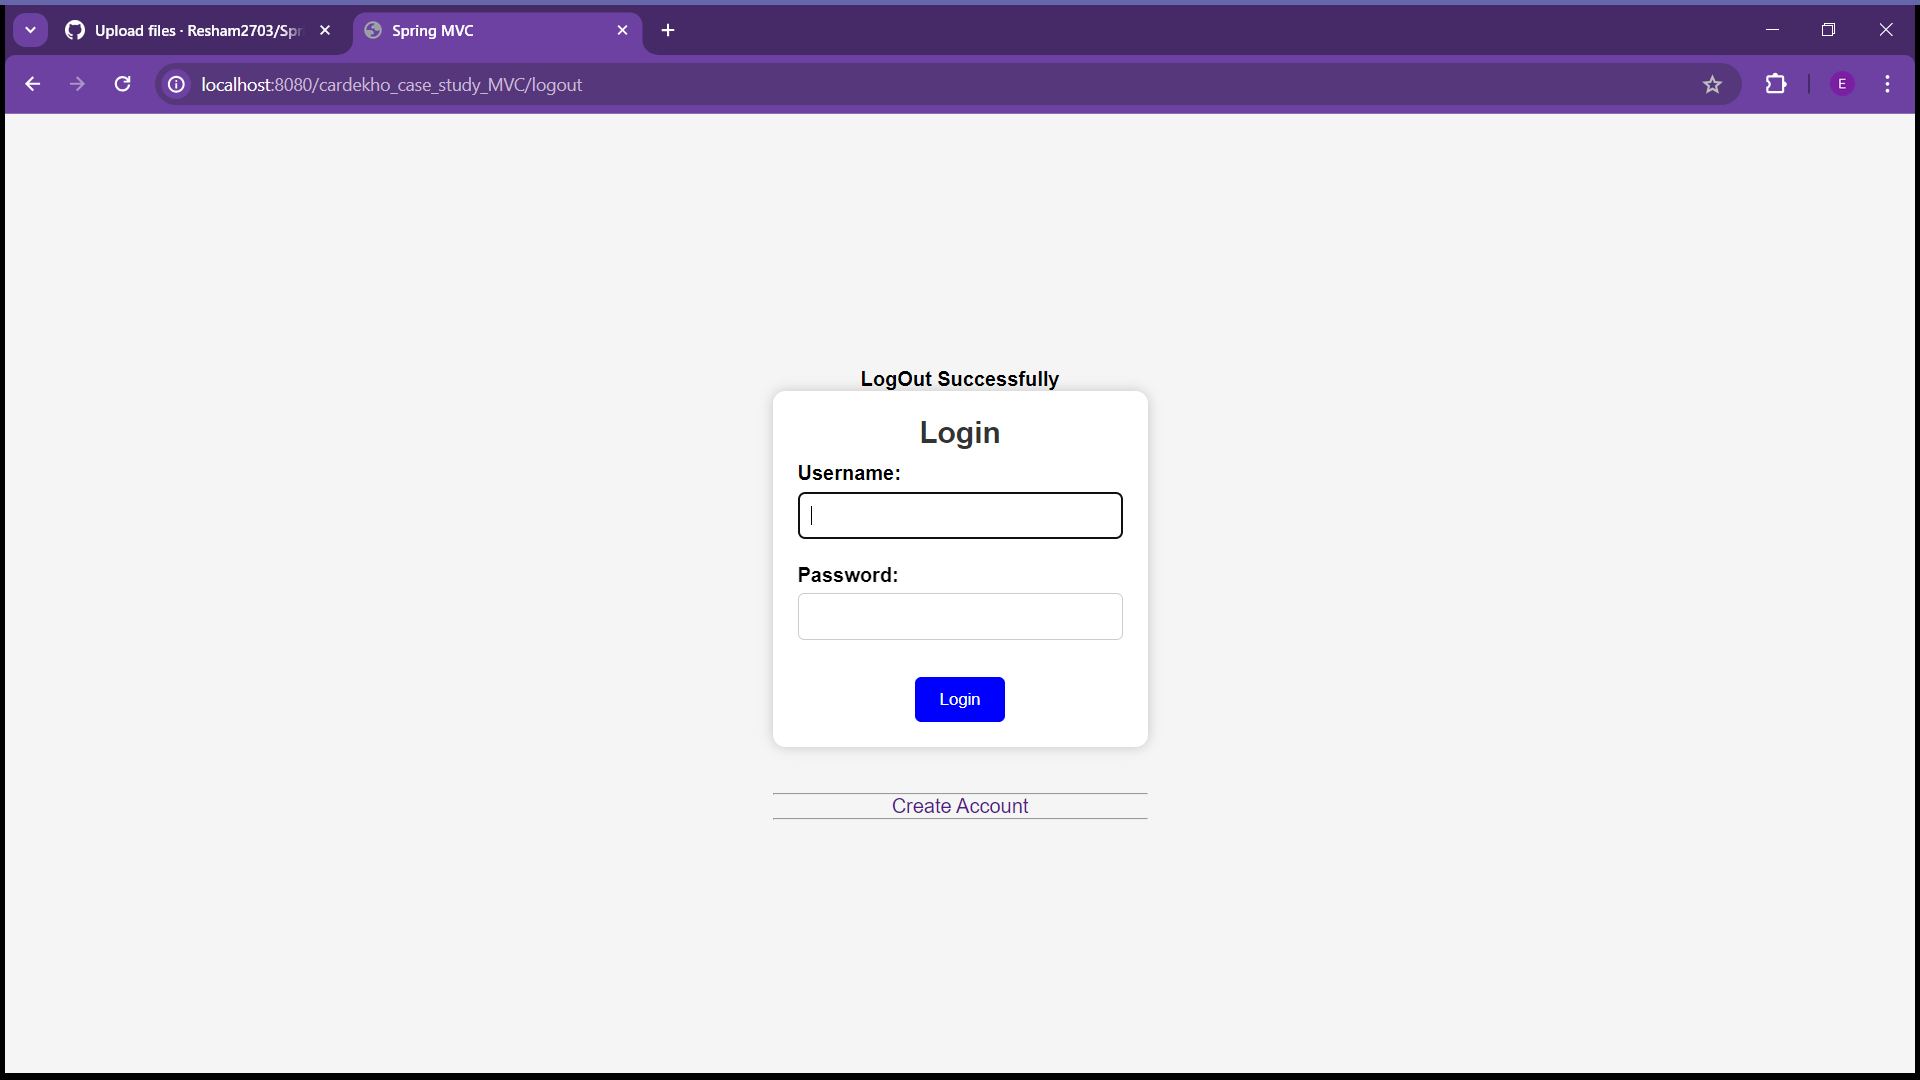 Upload files · Resham2703/Spr
Spring MVC
localhost:8080/cardekho_case_study_MVC/logout
E
LogOut Successfully
Login
Username:
Password:
Login
Create Account